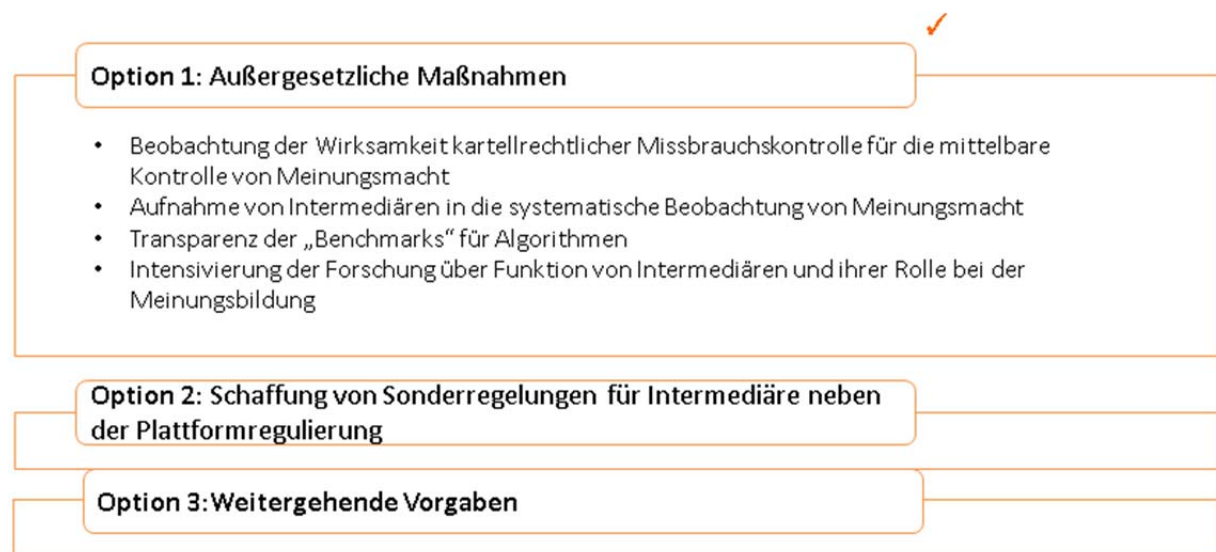 ✓
Option 1: Außergesetzliche Maßnahmen
• Beobachtung der Wirksamkeit kartellrechtlicher Missbrauchskontrolle für die mittelbare
Kontrolle von Meinungsmacht
• Aufnahme von Intermediären in die systematische Beobachtung von Meinungsmacht
• Transparenz der „Benchmarks“ für Algorithmen
• Intensivierung der Forschung über Funktion von Intermediären und ihrer Rolle bei der
Meinungsbildung
Option 2: Schaffung von Sonderregelungen für Intermediäre neben
der Plattformregulierung
Option 3: Weitergehende Vorgaben